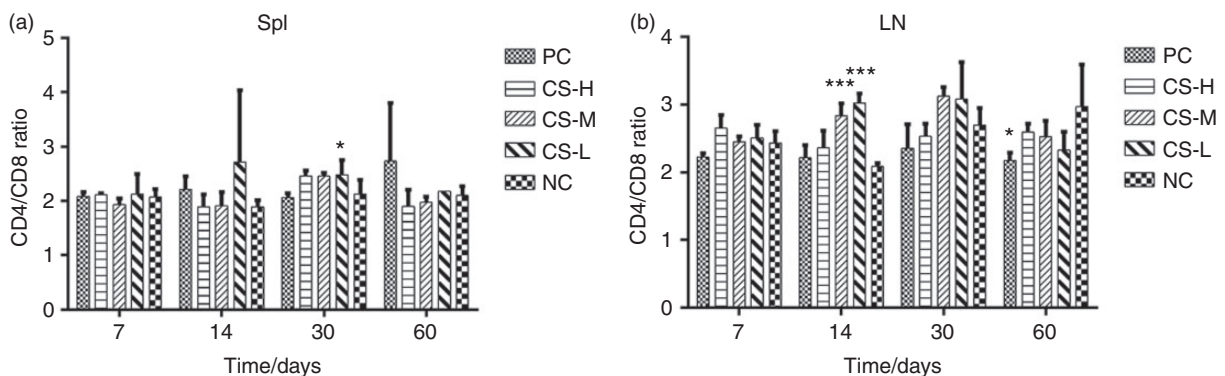 (a)
Spl
5
4
3
2
1
0
CD4/CD8 ratio
*
7 14 30 60
Time/days
PC
CS-H
CS-M
CS-L
NC
(b)
LN
4
3
2
1
0
CD4/CD8 ratio
***
***
*
7 14 30 60
Time/days
PC
CS-H
CS-M
CS-L
NC